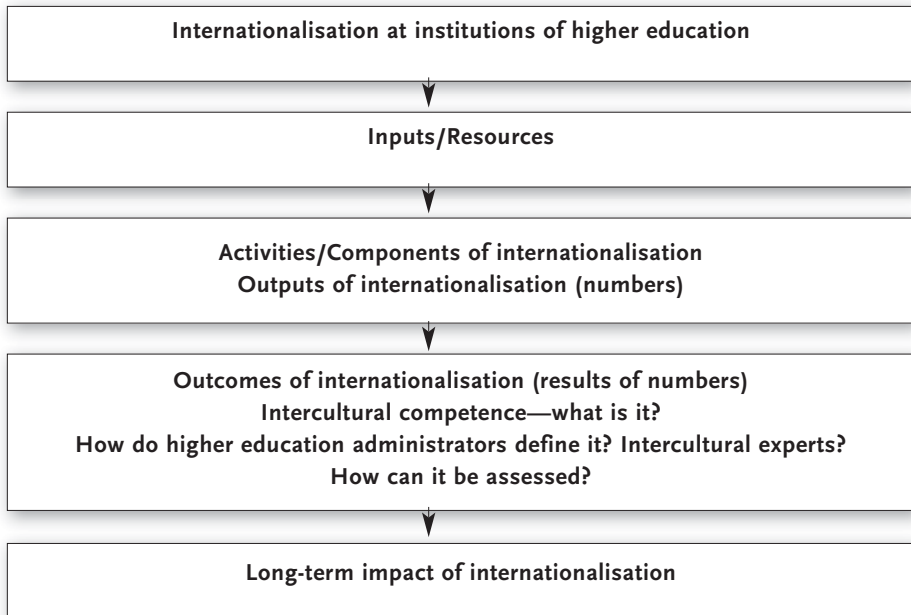 Internationalisation at institutions of higher education
Inputs/Resources
Activities/Components of internationalisation
Outputs of internationalisation (numbers)
Outcomes of internationalisation (results of numbers)
Intercultural competence—what is it?
How do higher education administrators define it? Intercultural experts?
How can it be assessed?
Long-term impact of internationalisation